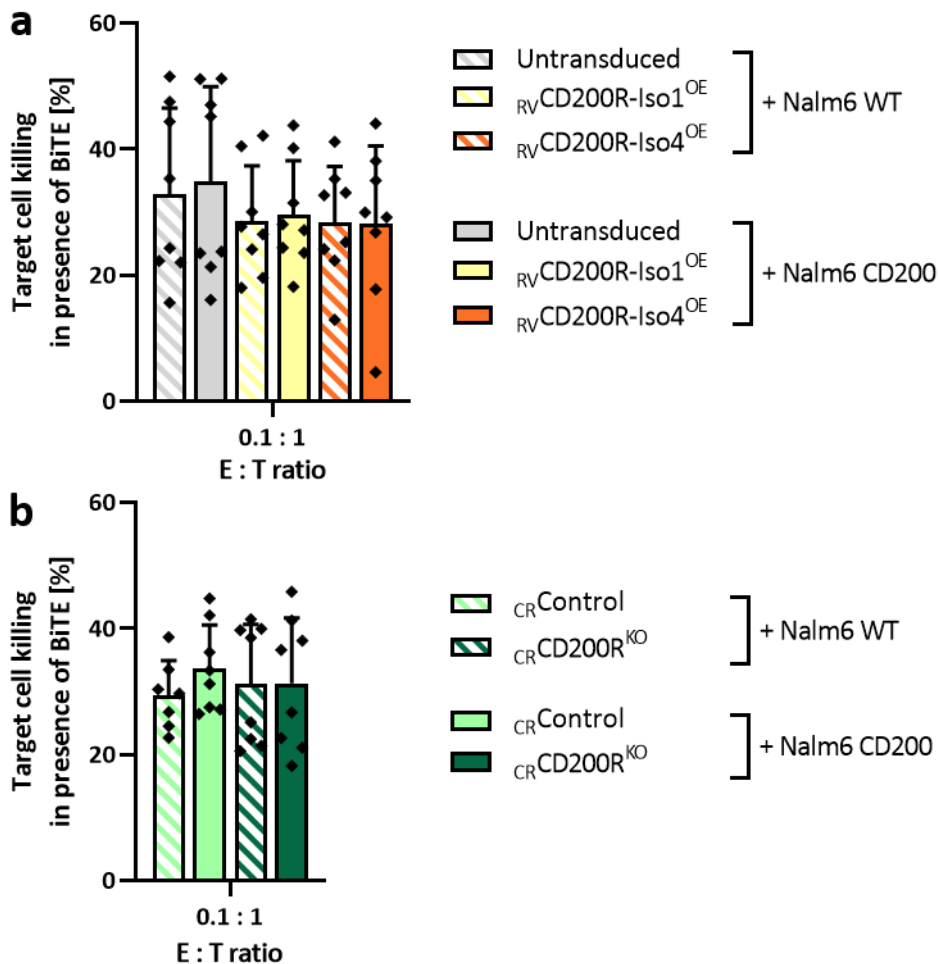 a
60
40
20
0
Target cell killing
in presence of BiTE [%]
0.1 : 1
E : T ratio
Untransduced
RVCD200R-Iso1OE
RVCD200R-Iso4OE
+ Nalm6 WT
Untransduced
RVCD200R-Iso1OE
RVCD200R-Iso4OE
+ Nalm6 CD200
b
60
40
20
0
Target cell killing
in presence of BiTE [%]
0.1 : 1
E : T ratio
CRControl
CRCD200RKO
+ Nalm6 WT
CRControl
CRCD200RKO
+ Nalm6 CD200